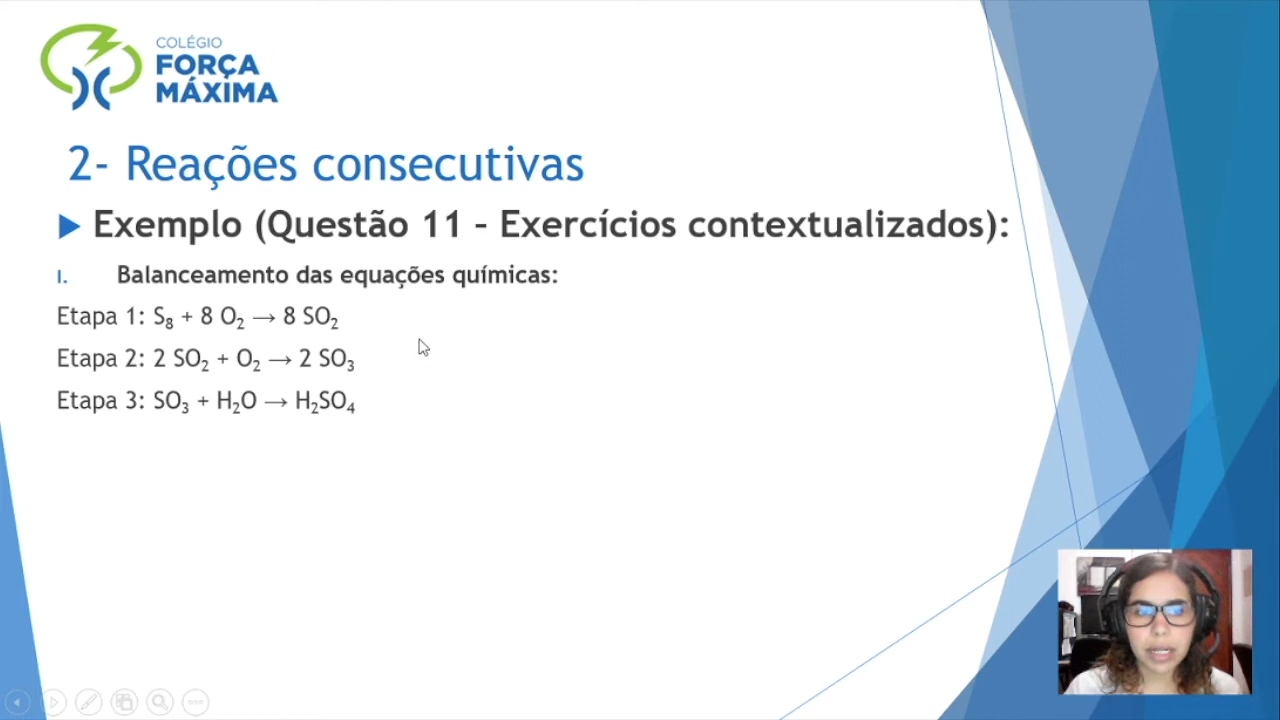 COLÉGIO
FORÇA
MÁXIMA
2- Reações consecutivas
Exemplo (Questão 11 – Exercícios contextualizados):
I. Balanceamento das equações químicas:
Etapa 1: S₈ + 8 O₂ → 8 SO₂
Etapa 2: 2 SO₂ + O₂ → 2 SO₃
Etapa 3: SO₃ + H₂O → H₂SO₄